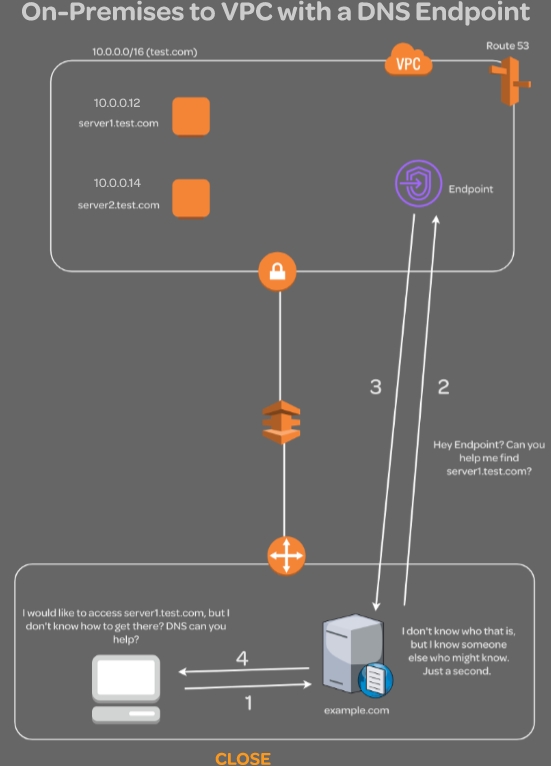 On-Premises to VPC with a DNS Endpoint
Route 53
10.0.0.0/16 (test.com)
VPC
10.0.0.12
server1.test.com
10.0.0.14
server2.test.com
Endpoint
3
2
Hey Endpoint? Can you
help me find
server1.test.com?
I would like to access server1.test.com, but I
don't know how to get there? DNS can you
help?
I don't know who that is,
but I know someone
else who might know.
Just a second.
4
1
example.com
CLOSE